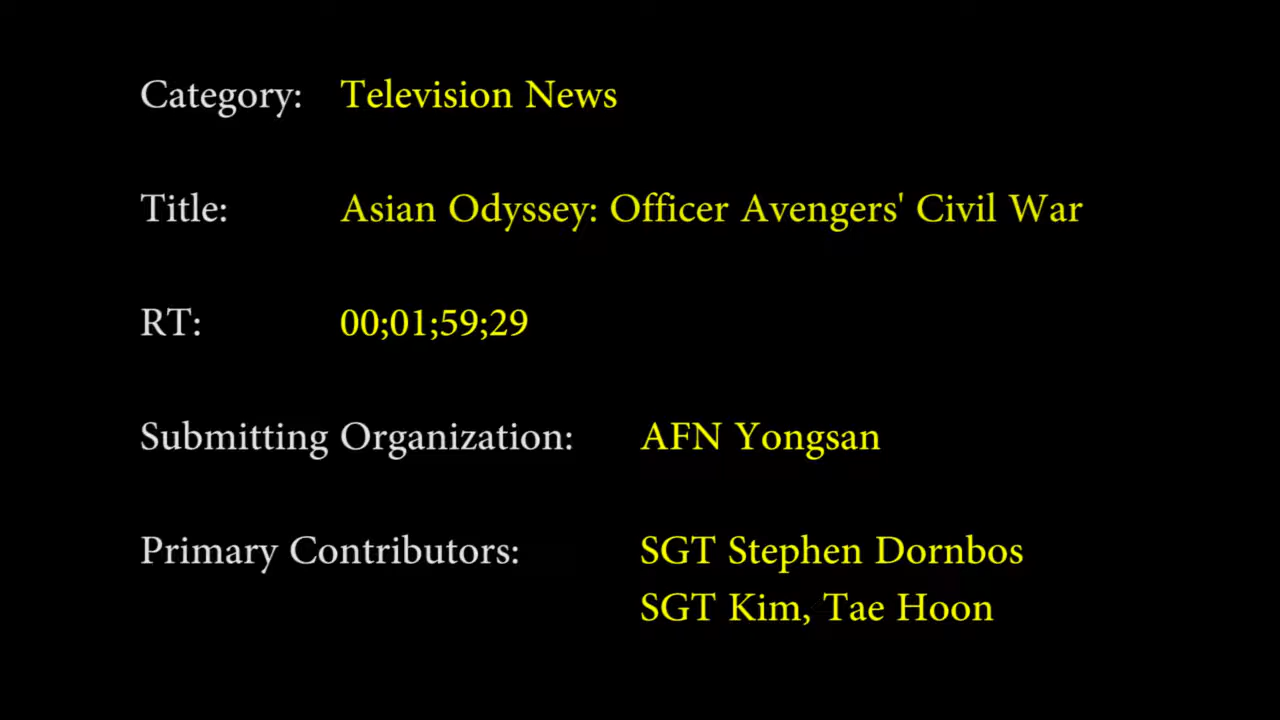 Category: Television News
Title: Asian Odyssey: Officer Avengers' Civil War
RT: 00;01;59;29
Submitting Organization: AFN Yongsan
Primary Contributors: SGT Stephen Dornbos
SGT Kim, Tae Hoon